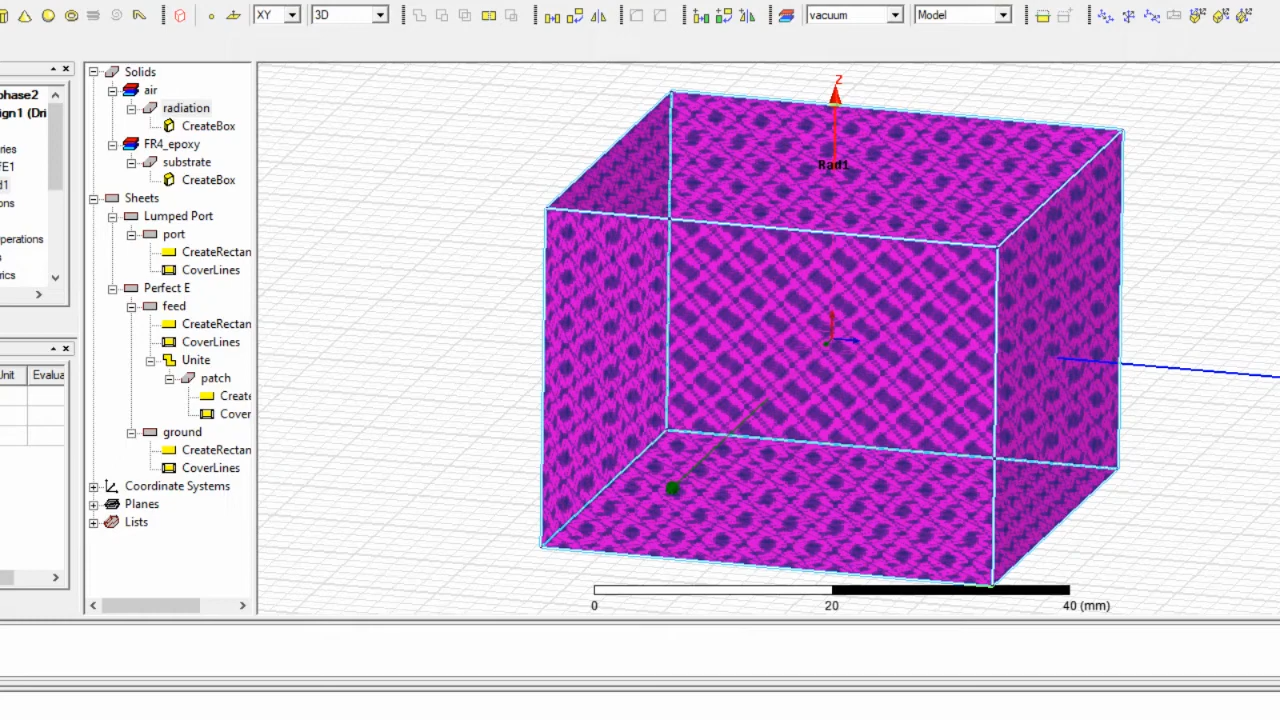 XY
3D
vacuum
Model
phase2
ign1 (Dri
ries
FE1
d1
ons
perations
s
rics
Jnit
Evalua
Solids
air
radiation
CreateBox
FR4_epoxy
substrate
CreateBox
Sheets
Lumped Port
port
CreateRectan
CoverLines
Perfect E
feed
CreateRectan
CoverLines
Unite
patch
Create
Cover
ground
CreateRectan
CoverLines
Coordinate Systems
Planes
Lists
Z
Rad1
0 20 40 (mm)